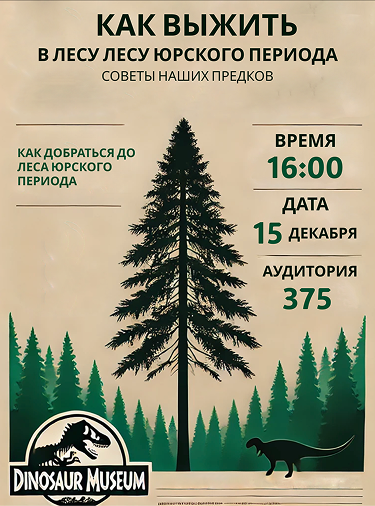 КАК ВЫЖИТЬ
В ЛЕСУ ЛЕСУ ЮРСКОГО ПЕРИОДА
СОВЕТЫ НАШИХ ПРЕДКОВ
КАК ДОБРАТЬСЯ ДО
ЛЕСА ЮРСКОГО
ПЕРИОДА
ВРЕМЯ
16:00
ДАТА
15 ДЕКАБРЯ
АУДИТОРИЯ
375
DINOSAUR MUSEUM